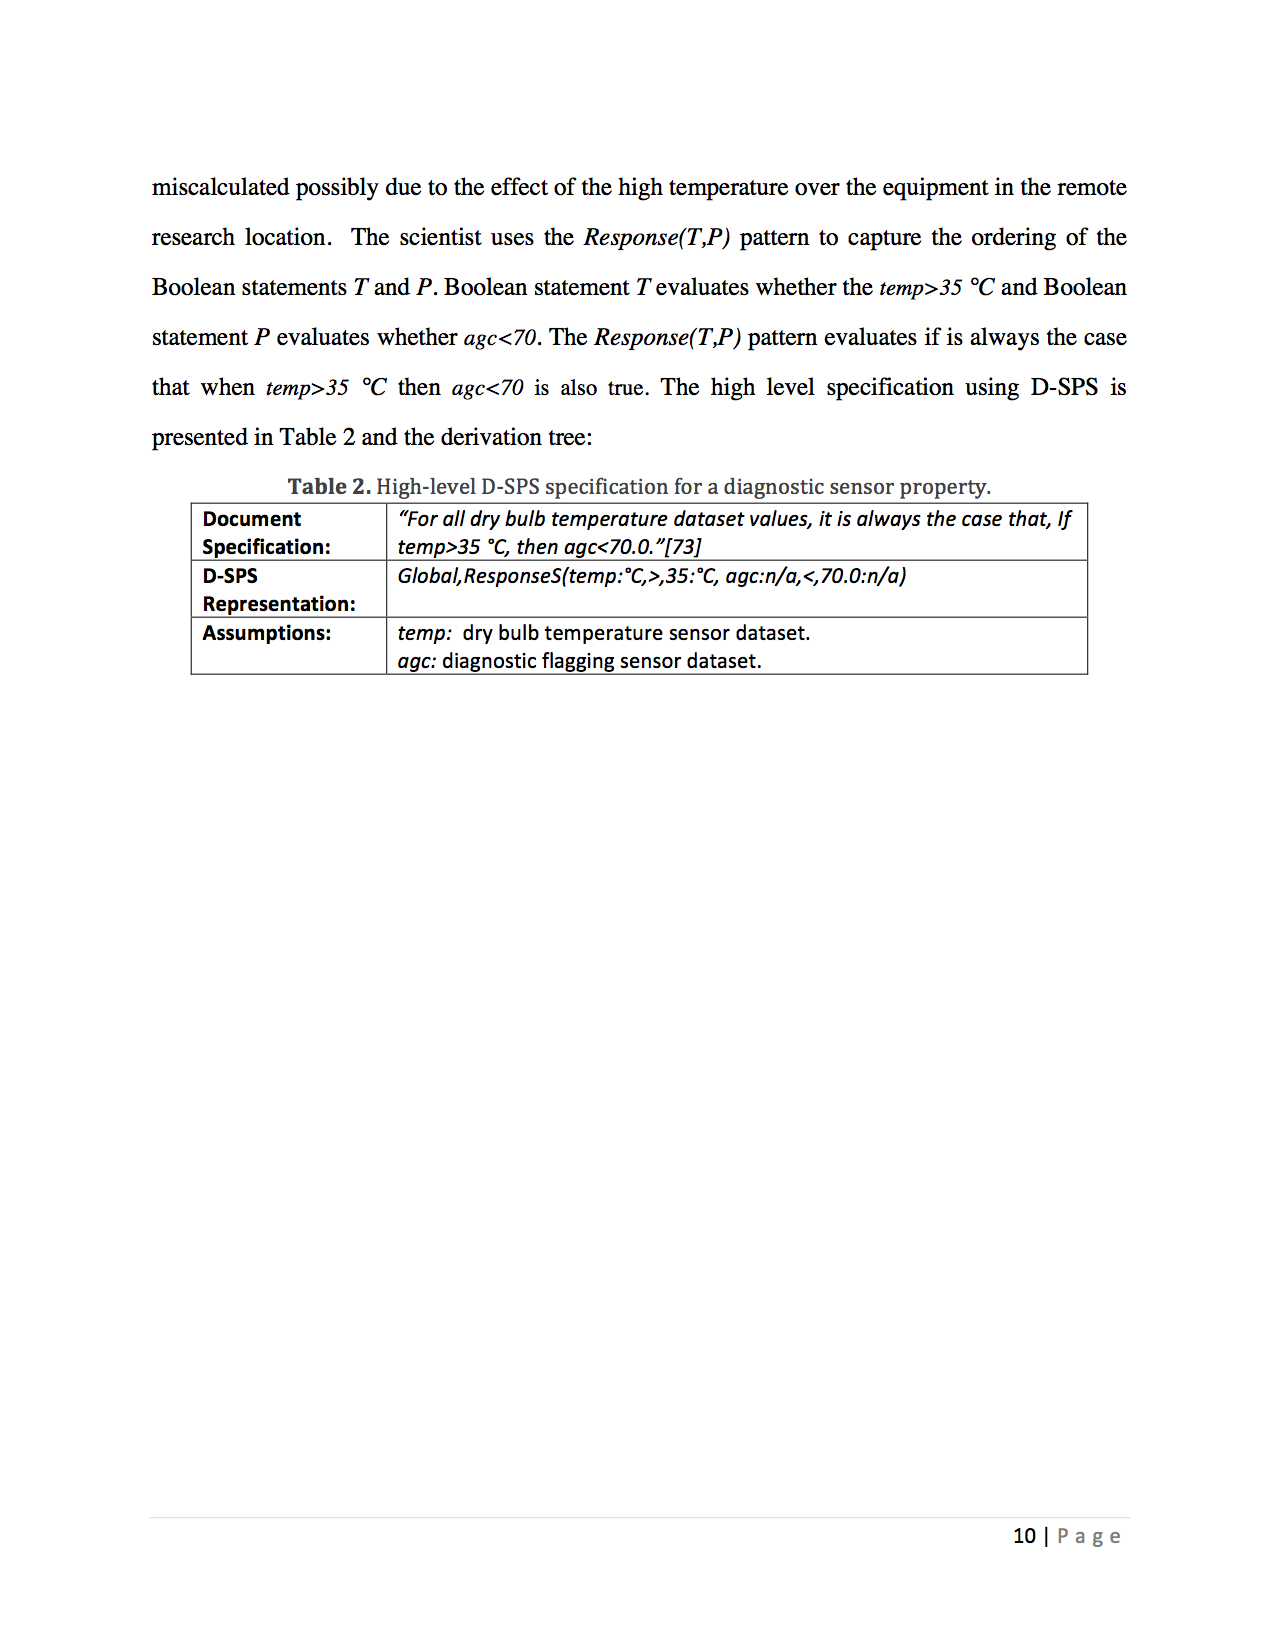 miscalculated possibly due to the effect of the high temperature over the equipment in the remote
research location.  The scientist uses the Response(T,P) pattern to capture the ordering of the
Boolean statements T and P. Boolean statement T evaluates whether the temp>35 °C and Boolean
statement P evaluates whether agc<70. The Response(T,P) pattern evaluates if is always the case
that when temp>35 °C then agc<70 is also true. The high level specification using D-SPS is
presented in Table 2 and the derivation tree:
Table 2. High-level D-SPS specification for a diagnostic sensor property.
Document
Specification:
“For all dry bulb temperature dataset values, it is always the case that, If
temp>35 °C, then agc<70.0.”[73]
D-SPS
Representation:
Global,ResponseS(temp:°C,>,35:°C, agc:n/a,<,70.0:n/a)
Assumptions:
temp:  dry bulb temperature sensor dataset.
agc: diagnostic flagging sensor dataset.
10 | Page